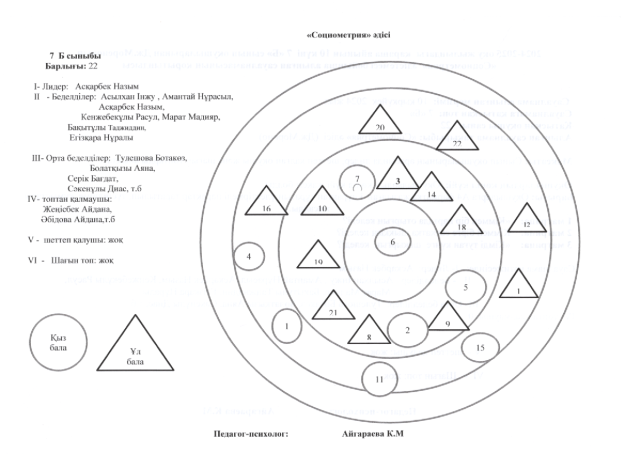 «Социометрия» әдісі
7 Б сыныбы
Барлығы: 22
I- Лидер: Асқарбек Назым
II - Беделділер: Асылхан Інжу , Амантай Нұрасыл,
Асқарбек Назым,
Кенжебекұлы Расул, Марат Мадияр,
Бақытұлы Таджидин,
Егізқара Нұралы
III- Орта беделділер: Тулешова Ботакөз,
Болатқызы Аяна,
Серік Бағдат,
Сәкенұлы Диас, т.б
IV- топтан қалмаушы:
Жеңісбек Айдана,
Әбідова Айдана,т.б
V - шеттеп қалушы: жоқ
VI - Шағын топ: жоқ
20
22
7
3
14
16
10
18
12
6
4
19
5
1
21
9
1
8
2
15
11
Қыз
бала
Ұл
бала
Педагог-психолог: Айгараева К.М